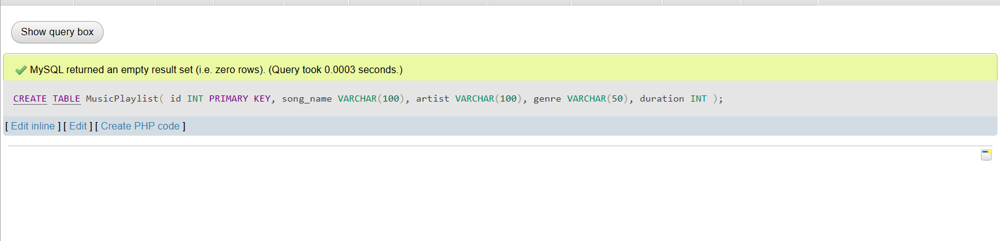 Show query box
MySQL returned an empty result set (i.e. zero rows). (Query took 0.0003 seconds.)
CREATE TABLE MusicPlaylist( id INT PRIMARY KEY, song_name VARCHAR(100), artist VARCHAR(100), genre VARCHAR(50), duration INT );
[ Edit inline ] [ Edit ] [ Create PHP code ]